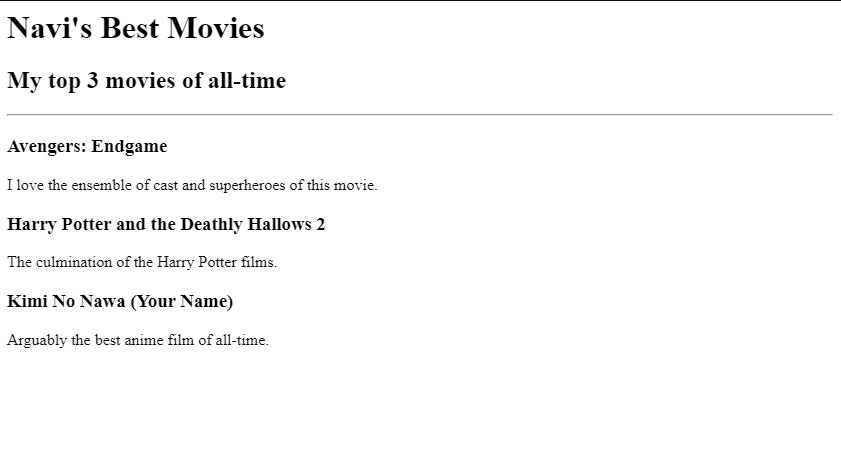 Navi's Best Movies
My top 3 movies of all-time
Avengers: Endgame
I love the ensemble of cast and superheroes of this movie.
Harry Potter and the Deathly Hallows 2
The culmination of the Harry Potter films.
Kimi No Nawa (Your Name)
Arguably the best anime film of all-time.